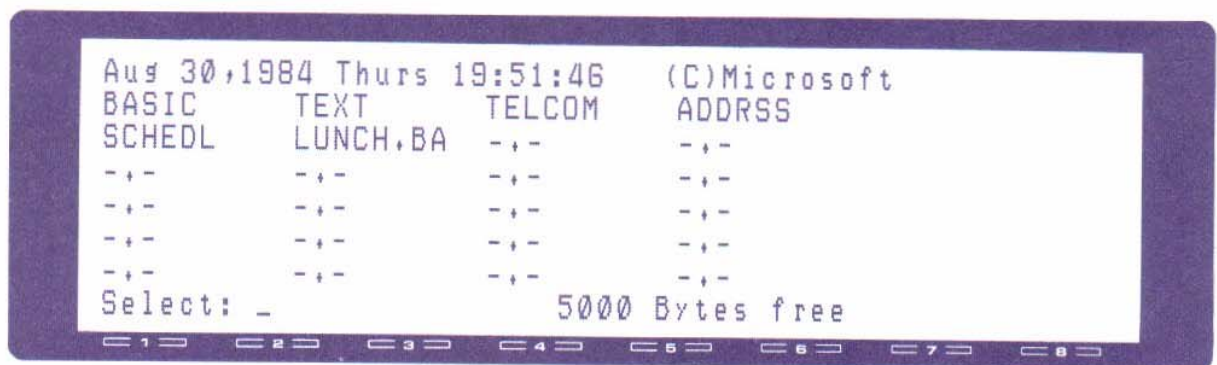 Aug 30,1984 Thurs 19:51:46 (C)Microsoft
BASIC TEXT TELCOM ADDRSS
SCHEDL LUNCH.BA -.- -.-
-.- -.- -.- -.-
-.- -.- -.- -.-
-.- -.- -.- -.-
-.- -.- -.- -.-
Select: _ 5000 Bytes free
1 2 3 4 5 6 7 8